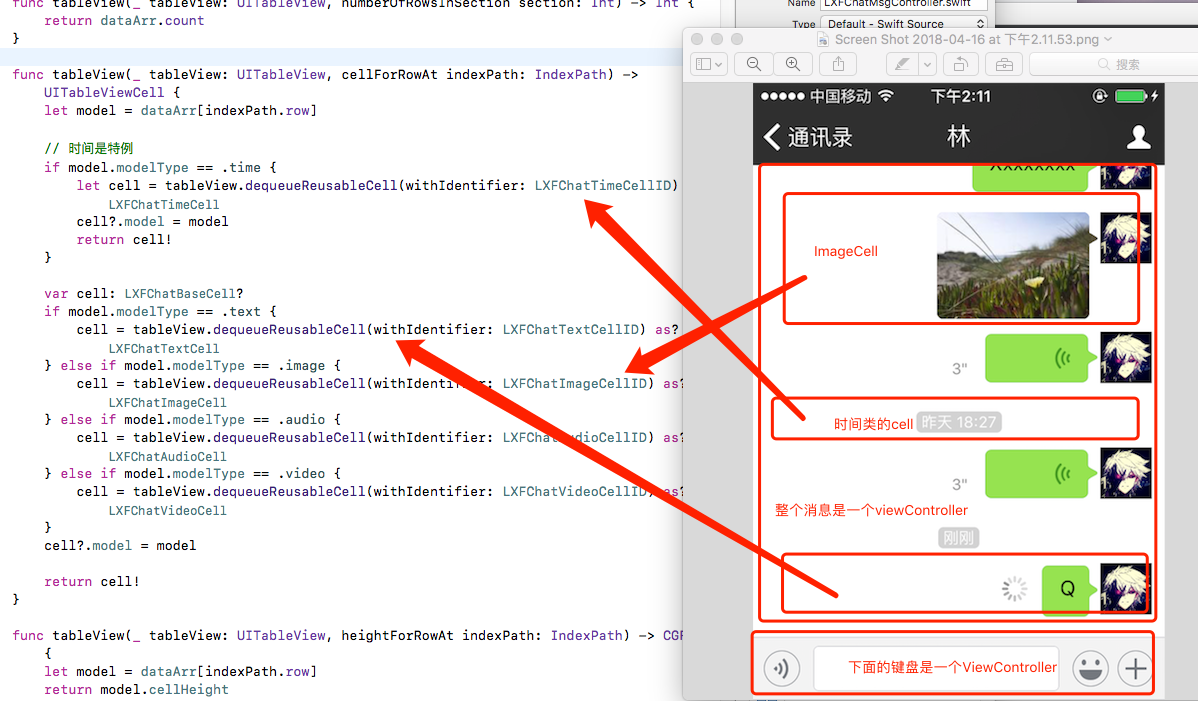 func tableView(_ tableView: UITableView, numberOfRowsInSection section: Int) -> Int {
return dataArr.count
}
func tableView(_ tableView: UITableView, cellForRowAt indexPath: IndexPath) ->
UITableViewCell {
let model = dataArr[indexPath.row]
// 时间是特例
if model.modelType == .time {
let cell = tableView.dequeueReusableCell(withIdentifier: LXFChatTimeCellID)
LXFChatTimeCell
cell?.model = model
return cell!
}
var cell: LXFChatBaseCell?
if model.modelType == .text {
cell = tableView.dequeueReusableCell(withIdentifier: LXFChatTextCellID) as?
LXFChatTextCell
} else if model.modelType == .image {
cell = tableView.dequeueReusableCell(withIdentifier: LXFChatImageCellID) as?
LXFChatImageCell
} else if model.modelType == .audio {
cell = tableView.dequeueReusableCell(withIdentifier: LXFChatAudioCellID) as?
LXFChatAudioCell
} else if model.modelType == .video {
cell = tableView.dequeueReusableCell(withIdentifier: LXFChatVideoCellID) as?
LXFChatVideoCell
}
cell?.model = model
return cell!
}
func tableView(_ tableView: UITableView, heightForRowAt indexPath: IndexPath) -> CGF
{
let model = dataArr[indexPath.row]
return model.cellHeight
Name LXFChatMsgController.swift
Type Default - Swift Source
Screen Shot 2018-04-16 at 下午2.11.53.png
搜索
中国移动 下午2:11
通讯录 林
XXXXXXXX
ImageCell
3"
时间类的cell 昨天 18:27
3"
整个消息是一个viewController
刚刚
Q
下面的键盘是一个ViewController